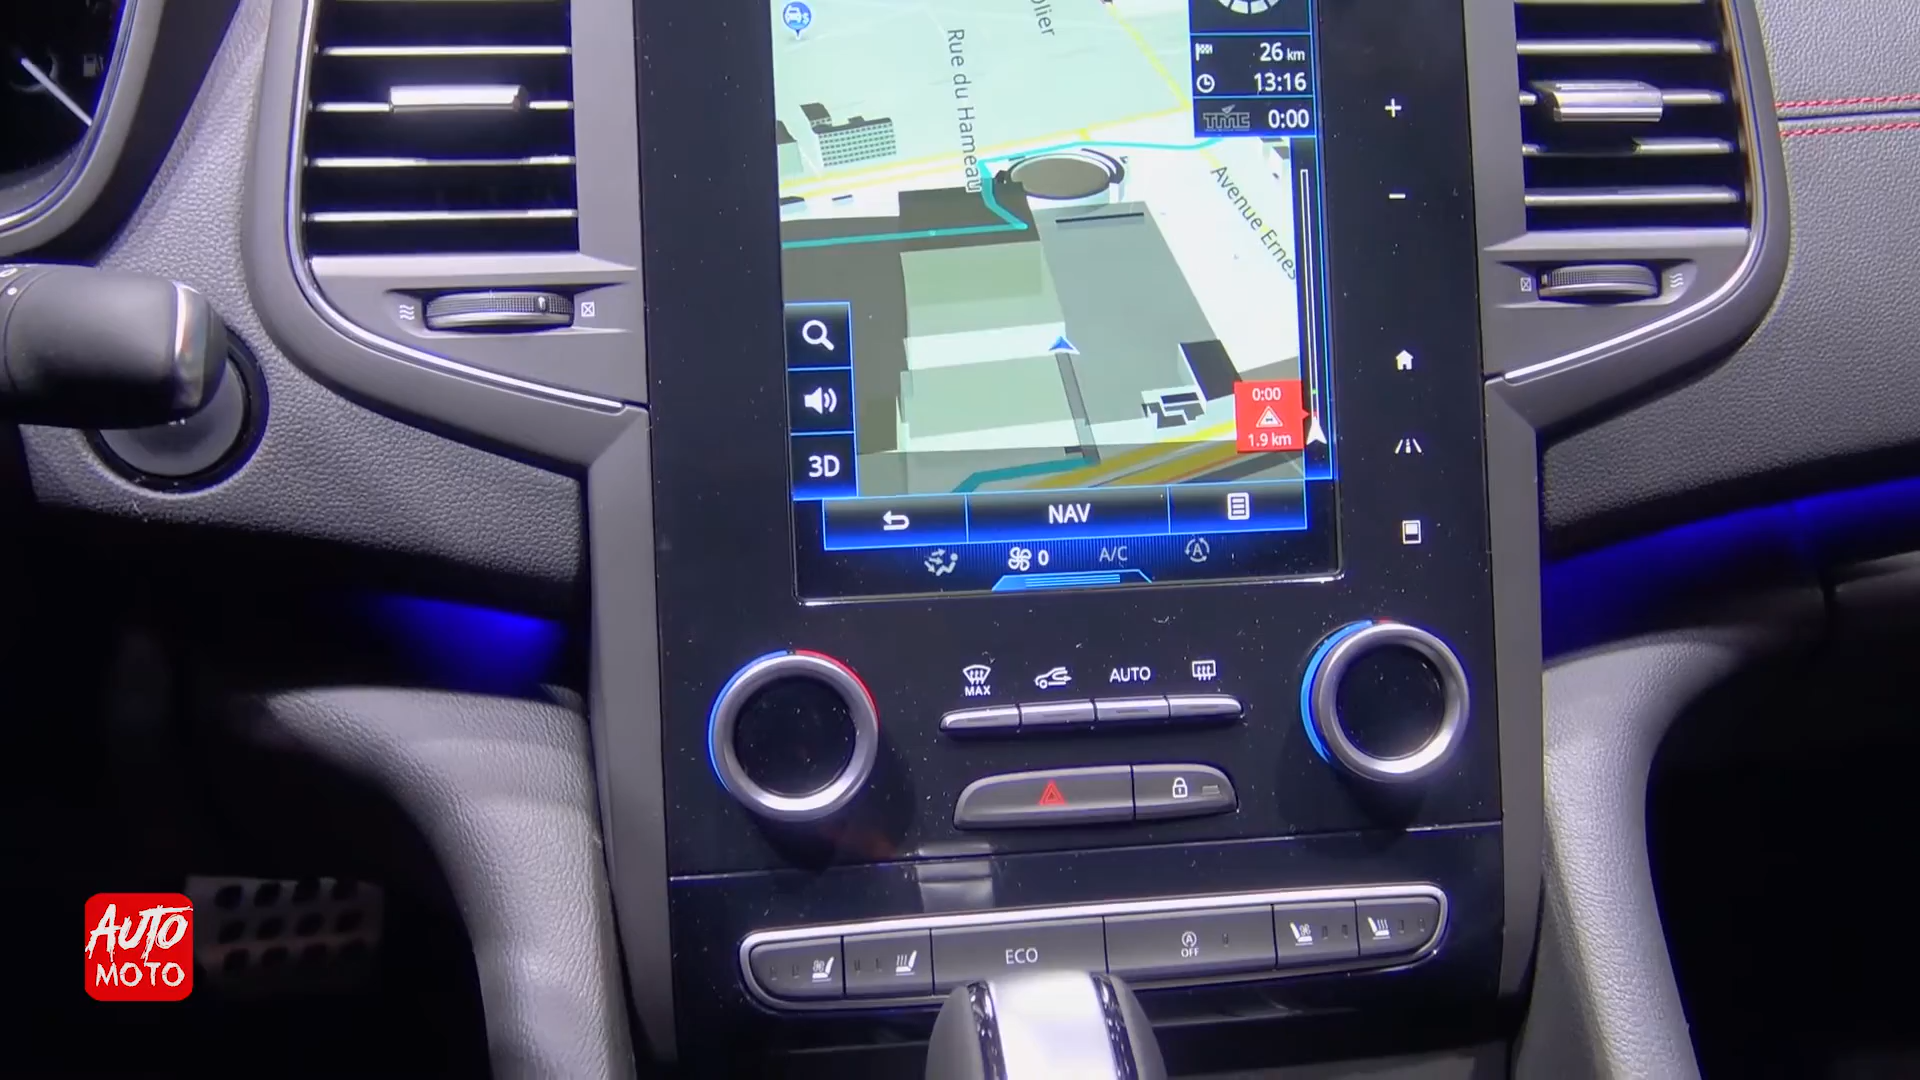 Rue du Hameau
26 km
13:16
TMC 0:00
Avenue Ernes
0:00
1.9 km
3D
NAV
0 A/C
MAX
AUTO
ECO
A
OFF
AUTO
MOTO